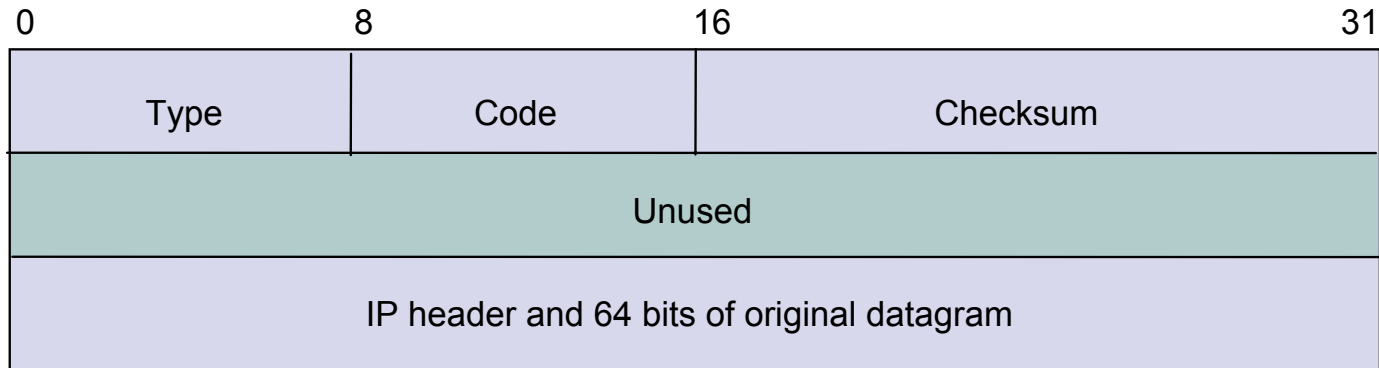 0 8 16 31
Type Code Checksum
Unused
IP header and 64 bits of original datagram